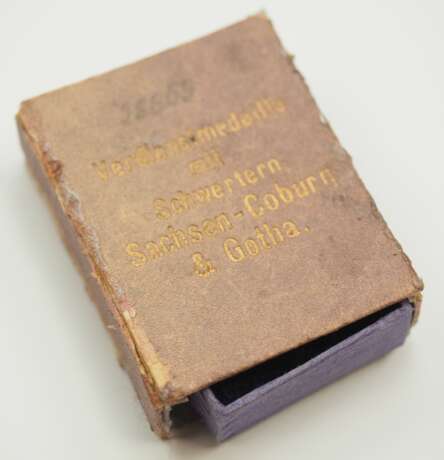 Verdienstmedaille
mit
Schwertern
Sachsen-Coburg
& Gotha.